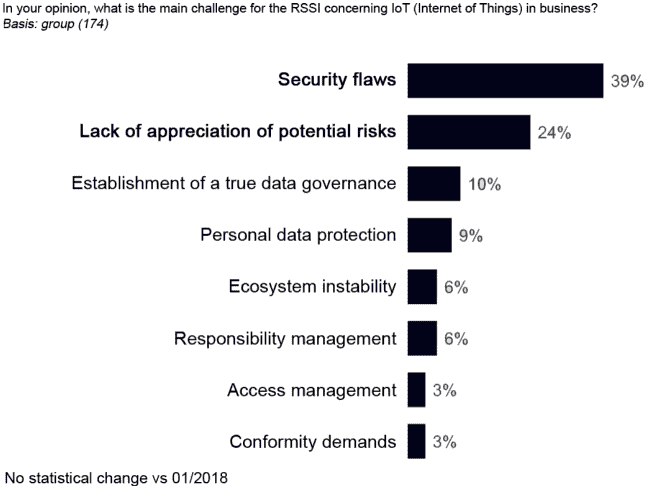 In your opinion, what is the main challenge for the RSSI concerning IoT (Internet of Things) in business?
Basis: group (174)
Security flaws 39%
Lack of appreciation of potential risks 24%
Establishment of a true data governance 10%
Personal data protection 9%
Ecosystem instability 6%
Responsibility management 6%
Access management 3%
Conformity demands 3%
No statistical change vs 01/2018